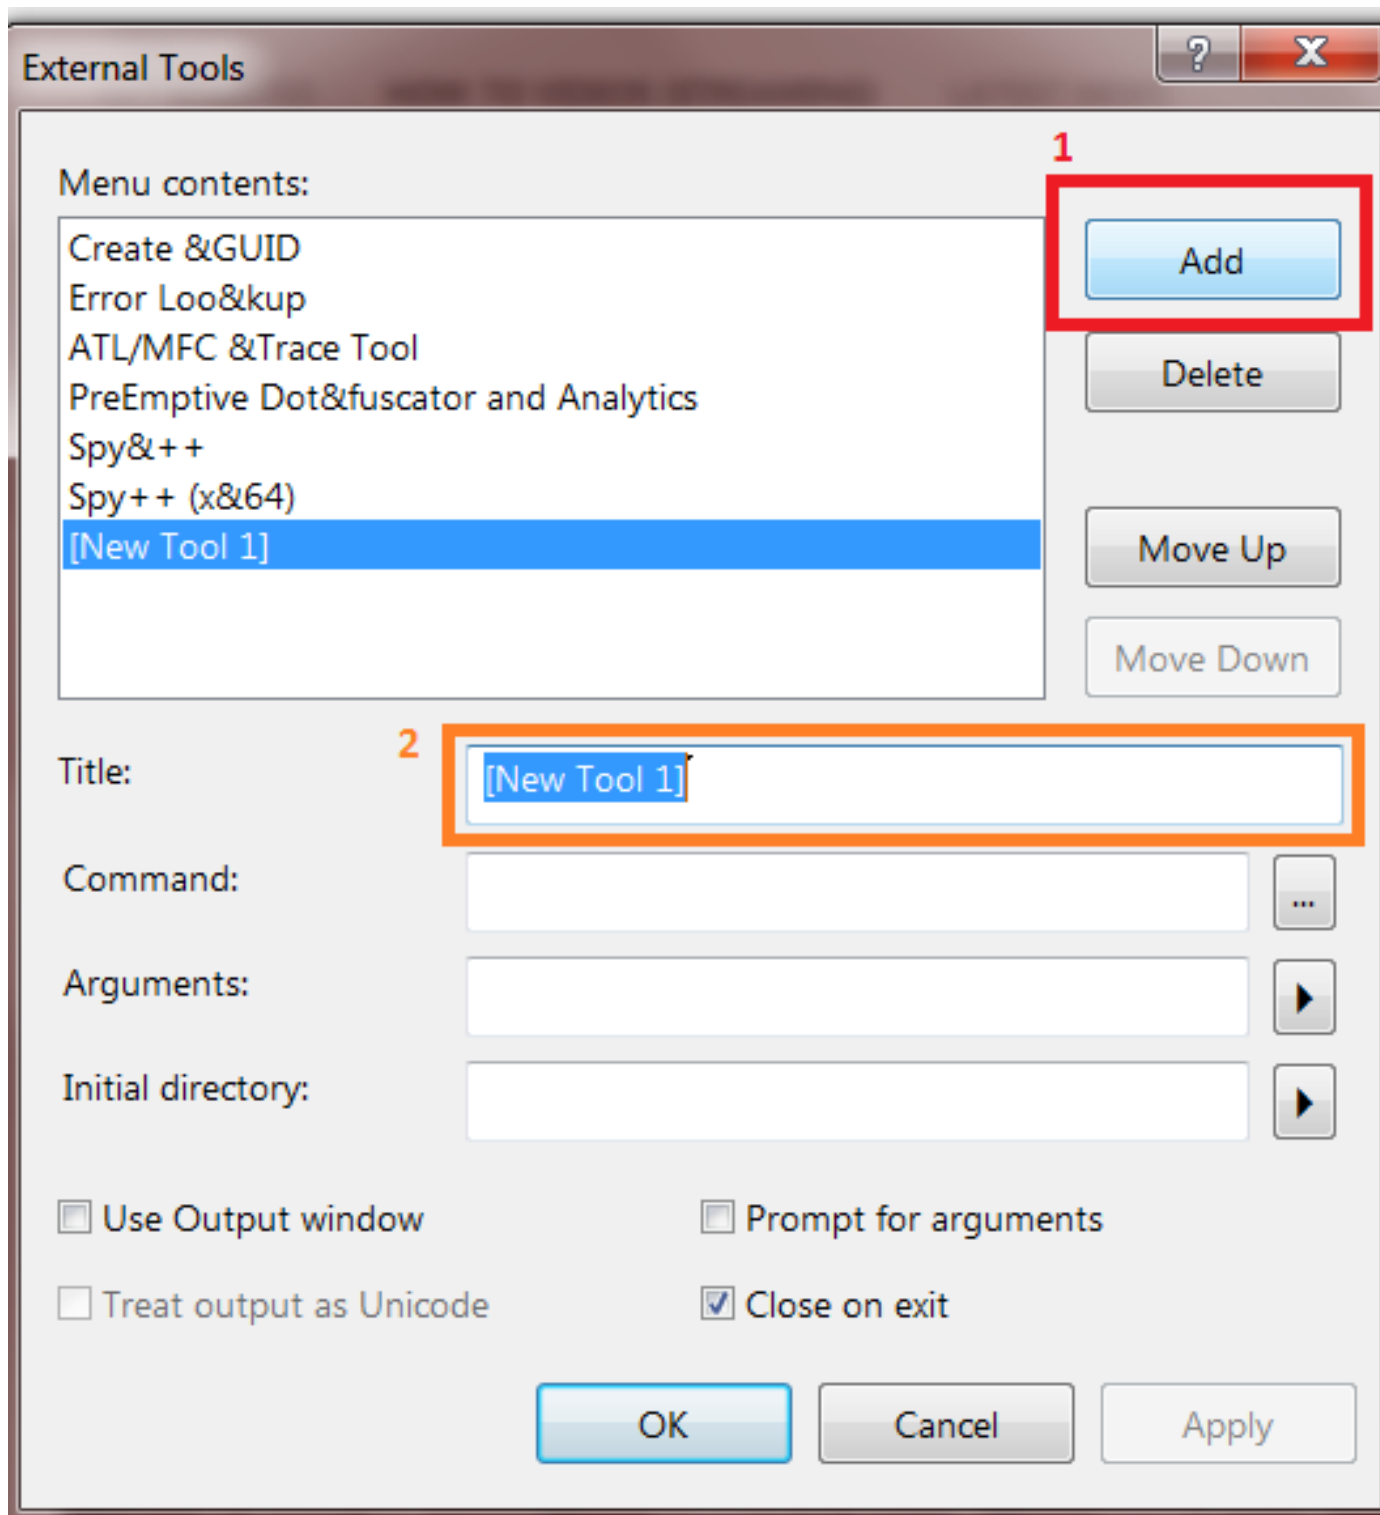 External Tools
?
1
Menu contents:
Create &GUID
Add
Error Loo&kup
ATL/MFC &Trace Tool
Delete
PreEmptive Dot&fuscator and Analytics
Spy&++
Spy++ (x&64)
[New Tool 1]
Move Up
Move Down
2
Title:
[New Tool 1]
Command:
...
Arguments:
Initial directory:
Use Output window
Prompt for arguments
Treat output as Unicode
Close on exit
OK
Cancel
Apply